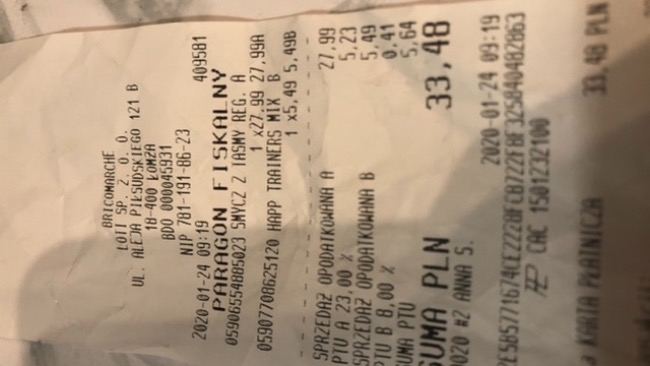 BRICOMARCHE
LOTI SP. Z O. O.
UL. ALEJA PIŁSUDSKIEGO 121 B
18-400 ŁOMŻA
BDO 000045931
NIP 781-191-86-23
2020-01-24 09:19 409581
PARAGON FISKALNY
05906554885023 SMYCZ Z TAŚMY REG. A
1 x27,99 27,99A
05907708625120 HAPP TRAINERS MIX B
1 x5,49 5,49B
SPRZEDAŻ OPODATKOWANA A 27,99
PTU A 23,00 % 5,23
SPRZEDAŻ OPODATKOWANA B 5,49
PTU B 8,00 % 0,41
SUMA PTU 5,64
SUMA PLN 33,48
#2 ANNA S. 2020-01-24 09:19
CAC 1501232100
KARTA PŁATNICZA 33,48 PLN